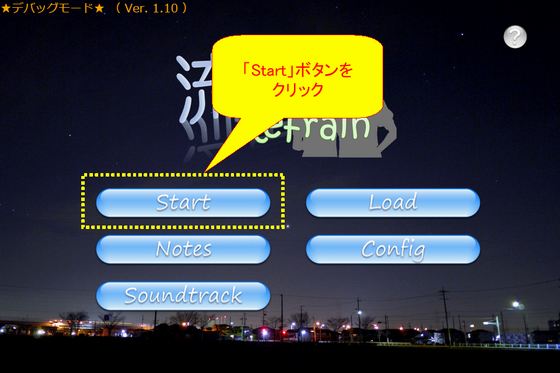 ★デバッグモード★ （ Ver. 1.10 ）
?
「Start」ボタンを
クリック
Start
Load
Notes
Config
Soundtrack